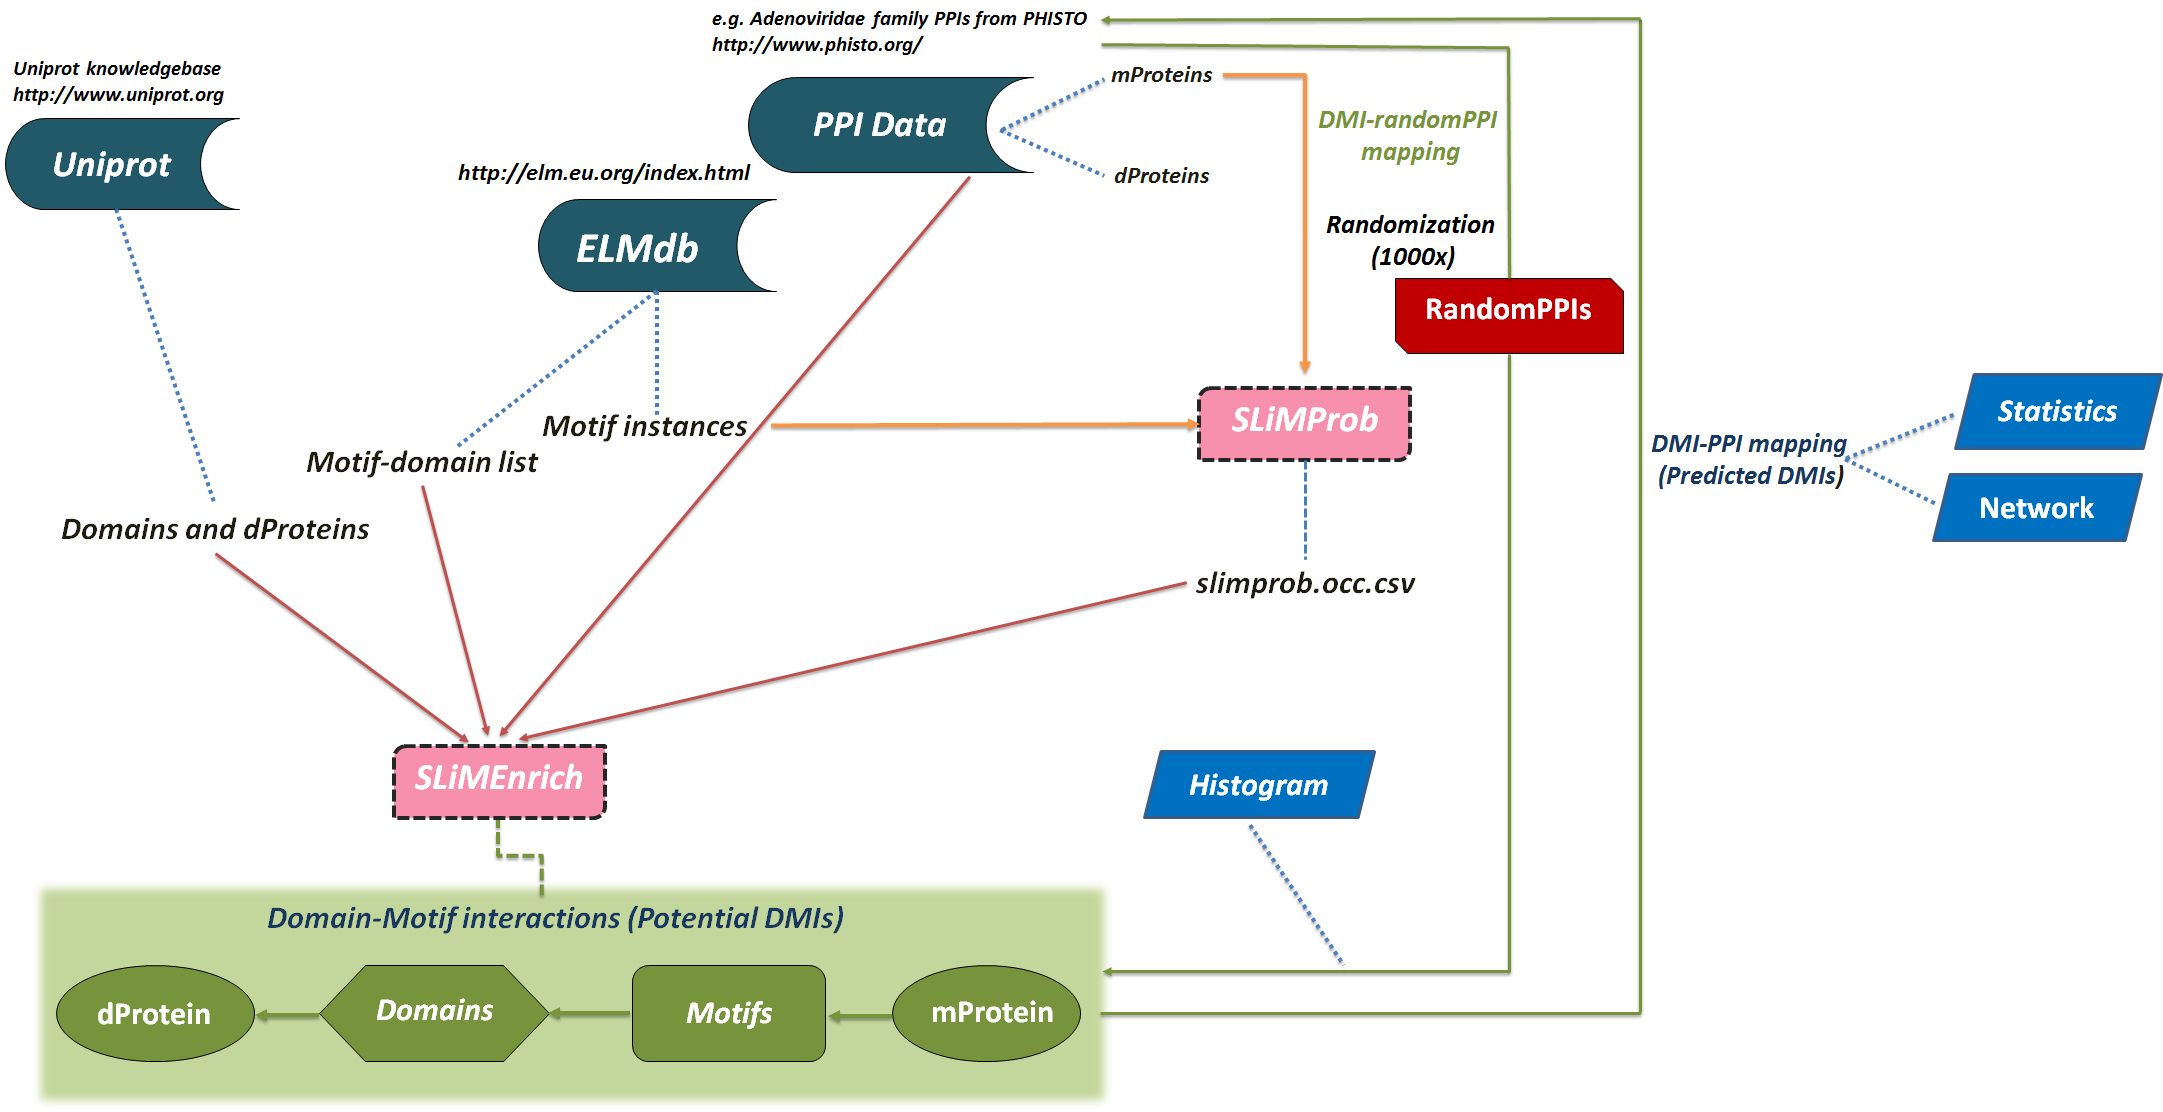 e.g. Adenoviridae family PPIs from PHISTO
http://www.phisto.org/
Uniprot knowledgebase
http://www.uniprot.org
Uniprot
PPI Data
mProteins
dProteins
http://elm.eu.org/index.html
ELMdb
DMI-randomPPI
mapping
Randomization
(1000x)
RandomPPIs
Motif instances
Motif-domain list
Domains and dProteins
SLiMProb
slimprob.occ.csv
DMI-PPI mapping
(Predicted DMIs)
Statistics
Network
SLiMEnrich
Histogram
Domain-Motif interactions (Potential DMIs)
dProtein
Domains
Motifs
mProtein